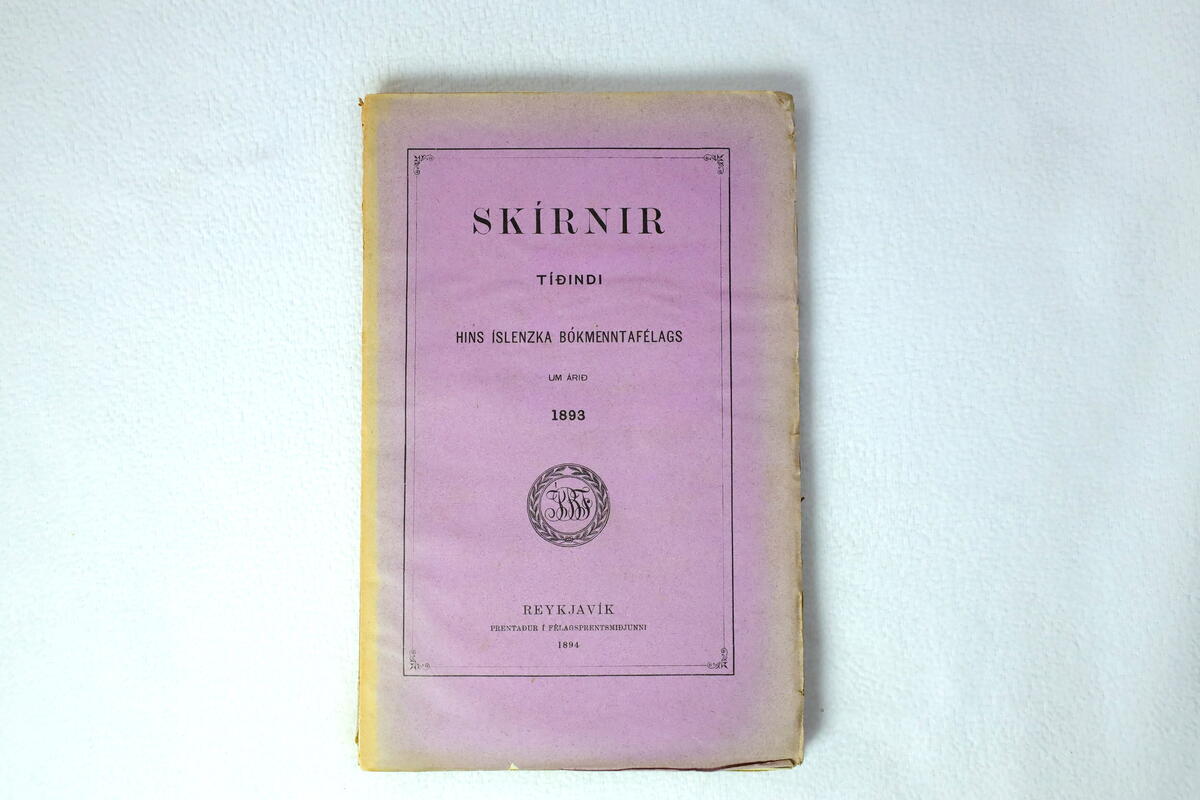 SKÍRNIR
TÍÐINDI
HINS ÍSLENZKA BÓKMENNTAFÉLAGS
UM ÁRIÐ
1893
REYKJAVÍK
PRENTAÐUR Í FÉLAGSPRENTSMIÐJUNNI
1894